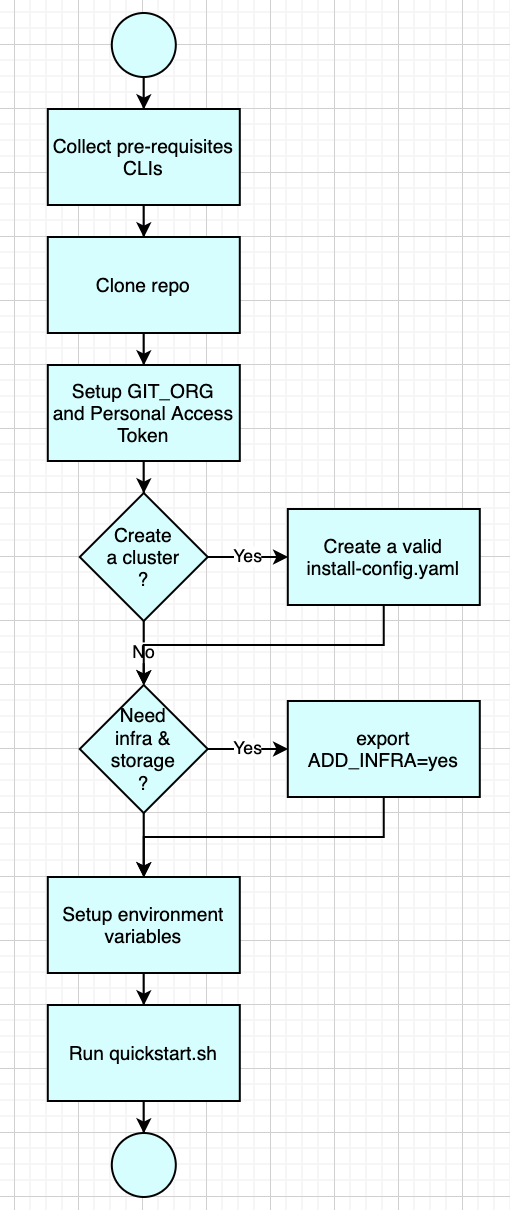 Collect pre-requisites
CLIs
Clone repo
Setup GIT_ORG
and Personal Access
Token
Create
a cluster
?
Yes
Create a valid
install-config.yaml
No
Need
infra &
storage
?
Yes
export
ADD_INFRA=yes
Setup environment
variables
Run quickstart.sh